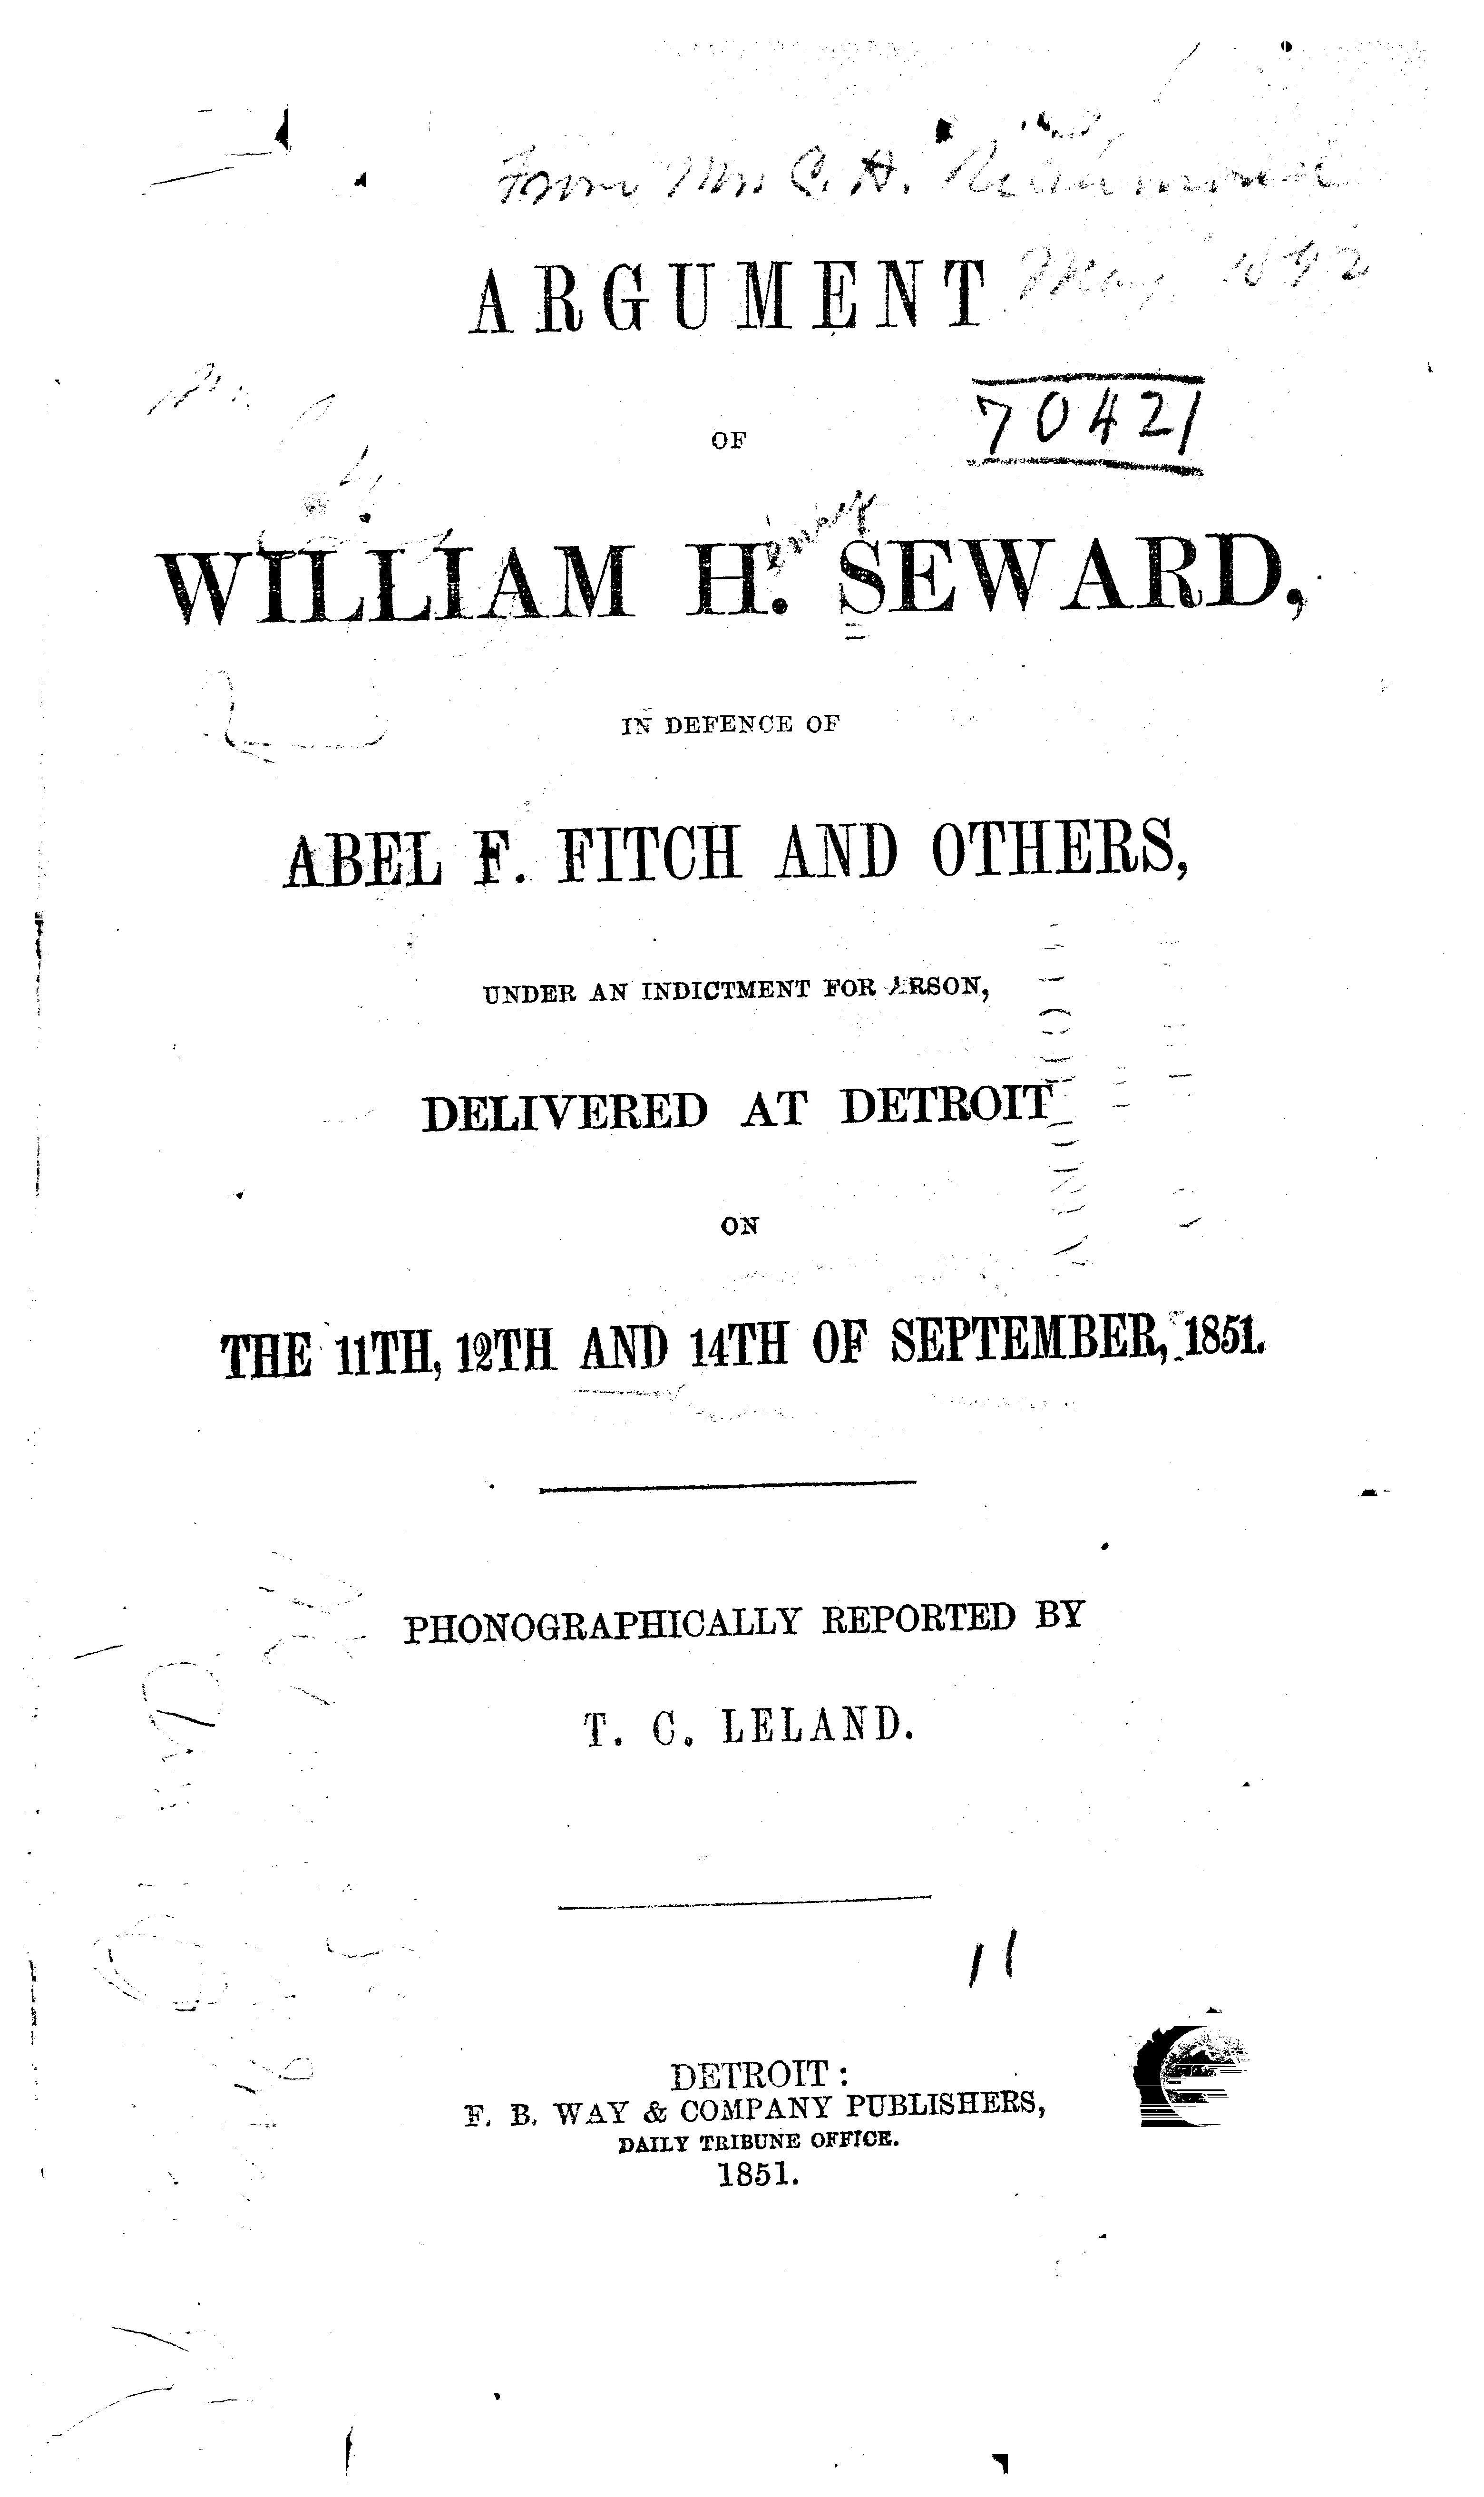 From Mrs C. H.
May 1892
ARGUMENT
70421
OF
enry
WILLIAM H. SEWARD,
IN DEFENCE OF
ABEL F. FITCH AND OTHERS,
UNDER AN INDICTMENT FOR ARSON,
DELIVERED AT DETROIT
ON
THE 11TH, 12TH AND 14TH OF SEPTEMBER, 1851.
PHONOGRAPHICALLY REPORTED BY
T. C. LELAND.
11
DETROIT:
F. B. WAY & COMPANY PUBLISHERS,
DAILY TRIBUNE OFFICE.
1851.